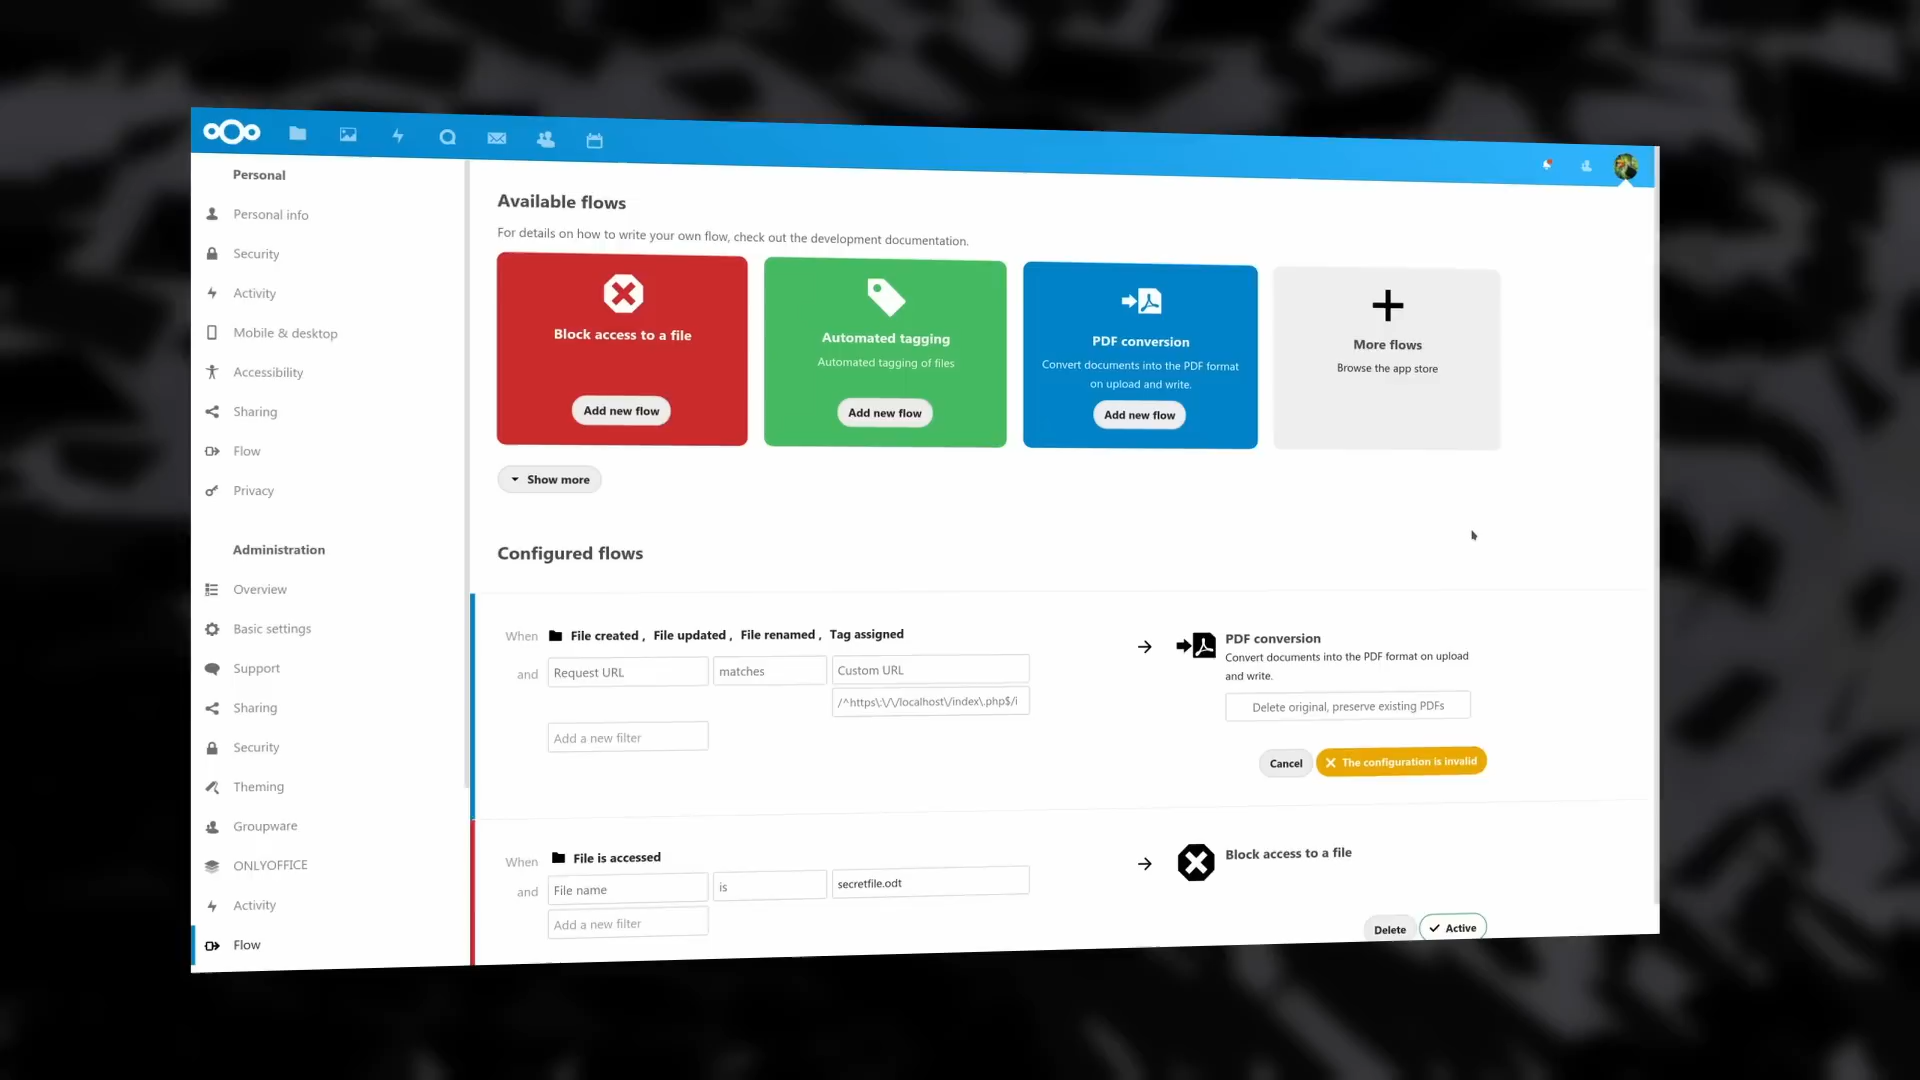 Personal
Personal info
Security
Activity
Mobile & desktop
Accessibility
Sharing
Flow
Privacy
Administration
Overview
Basic settings
Support
Sharing
Security
Theming
Groupware
ONLYOFFICE
Activity
Flow
Available flows
For details on how to write your own flow, check out the development documentation.
Block access to a file
Add new flow
Automated tagging
Automated tagging of files
Add new flow
PDF conversion
Convert documents into the PDF format
on upload and write.
Add new flow
More flows
Browse the app store
Show more
Configured flows
When File created , File updated , File renamed , Tag assigned
and Request URL matches Custom URL
/^https\:\/\/localhost\/index\.php$/i
Add a new filter
PDF conversion
Convert documents into the PDF format on upload
and write.
Delete original, preserve existing PDFs
Cancel The configuration is invalid
When File is accessed
and File name is secretfile.odt
Add a new filter
Block access to a file
Delete Active